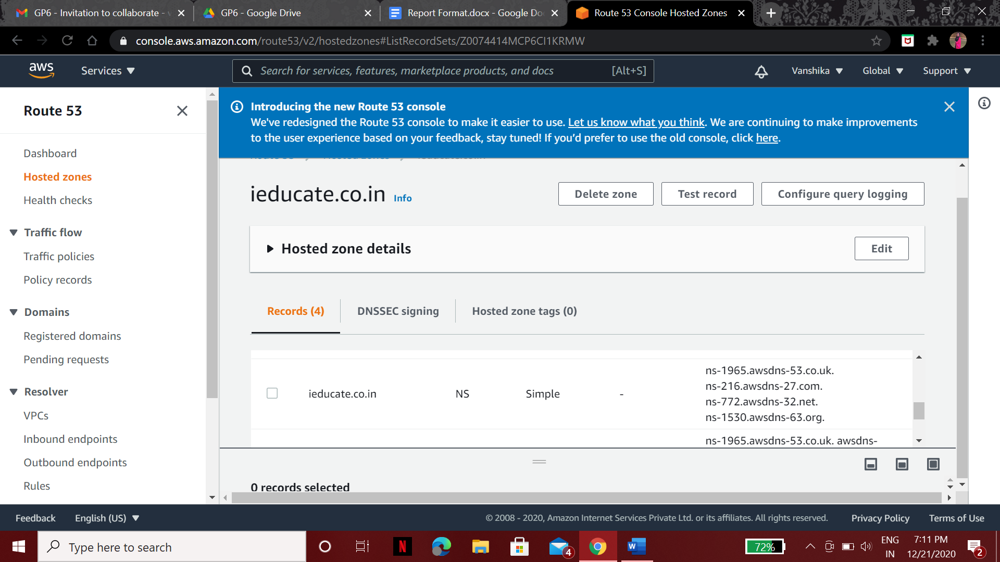 GP6 - Invitation to collaborate -
GP6 - Google Drive
Report Format.docx - Google Do
Route 53 Console Hosted Zones
console.aws.amazon.com/route53/v2/hostedzones#ListRecordSets/Z0074414MCP6CI1KRMW
aws
Services
Search for services, features, marketplace products, and docs
[Alt+S]
Vanshika
Global
Support
Route 53
Introducing the new Route 53 console
We've redesigned the Route 53 console to make it easier to use. Let us know what you think. We are continuing to make improvements
to the user experience based on your feedback, stay tuned! If you’d prefer to use the old console, click here.
Dashboard
Hosted zones
Health checks
Traffic flow
Traffic policies
Policy records
Domains
Registered domains
Pending requests
Resolver
VPCs
Inbound endpoints
Outbound endpoints
Rules
ieducate.co.in Info
Delete zone
Test record
Configure query logging
Hosted zone details
Edit
Records (4)
DNSSEC signing
Hosted zone tags (0)
ieducate.co.in
NS
Simple
-
ns-1965.awsdns-53.co.uk.
ns-216.awsdns-27.com.
ns-772.awsdns-32.net.
ns-1530.awsdns-63.org.
ns-1965.awsdns-53.co.uk. awsdns-
0 records selected
Feedback
English (US)
© 2008 - 2020, Amazon Internet Services Private Ltd. or its affiliates. All rights reserved.
Privacy Policy
Terms of Use
Type here to search
N
4
W
72%
ENG
IN
7:11 PM
12/21/2020
2